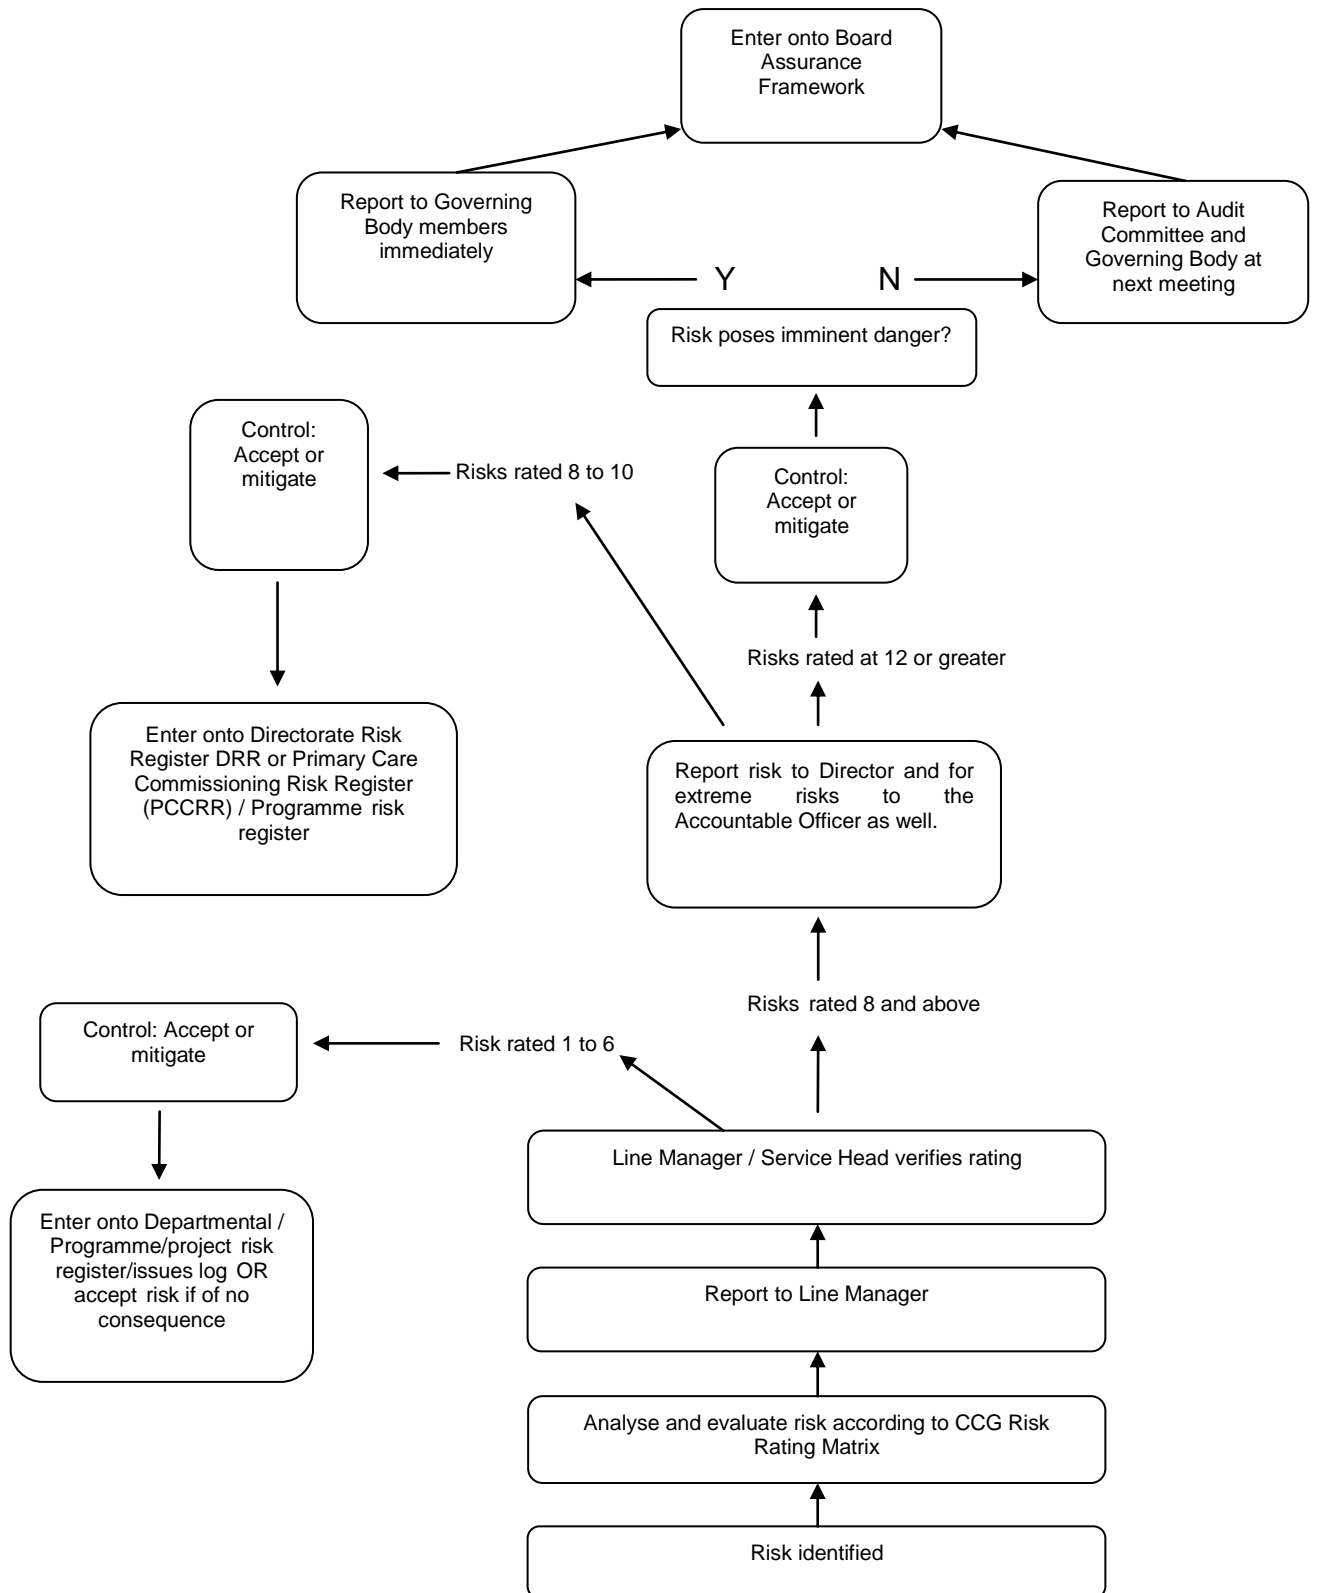 Enter onto Board
Assurance
Framework
Report to Governing
Body members
immediately
Report to Audit
Committee and
Governing Body at
next meeting
Y
N
Risk poses imminent danger?
Control:
Accept or
mitigate
Risks rated 8 to 10
Control:
Accept or
mitigate
Risks rated at 12 or greater
Enter onto Directorate Risk
Register DRR or Primary Care
Commissioning Risk Register
(PCCRR) / Programme risk
register
Report risk to Director and for
extreme risks to the
Accountable Officer as well.
Risks rated 8 and above
Control: Accept or
mitigate
Risk rated 1 to 6
Line Manager / Service Head verifies rating
Enter onto Departmental /
Programme/project risk
register/issues log OR
accept risk if of no
consequence
Report to Line Manager
Analyse and evaluate risk according to CCG Risk
Rating Matrix
Risk identified